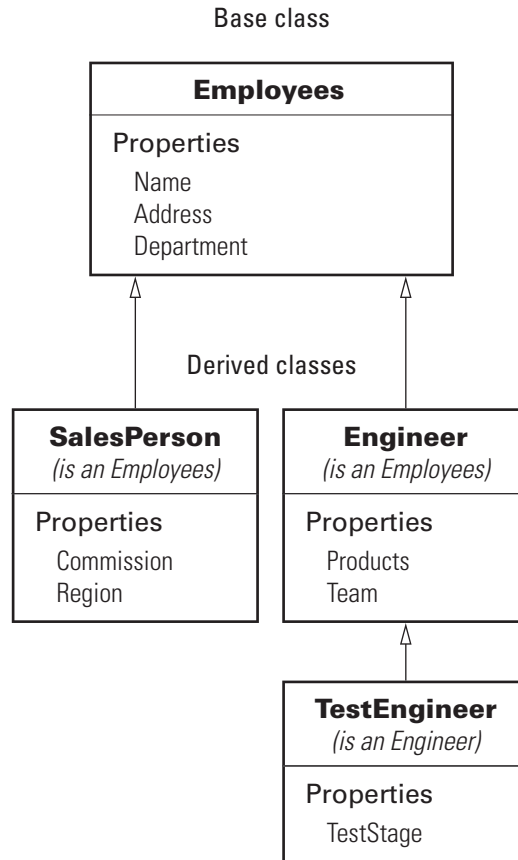 Base class
Employees
Properties
Name
Address
Department
Derived classes
SalesPerson
(is an Employees)
Properties
Commission
Region
Engineer
(is an Employees)
Properties
Products
Team
TestEngineer
(is an Engineer)
Properties
TestStage